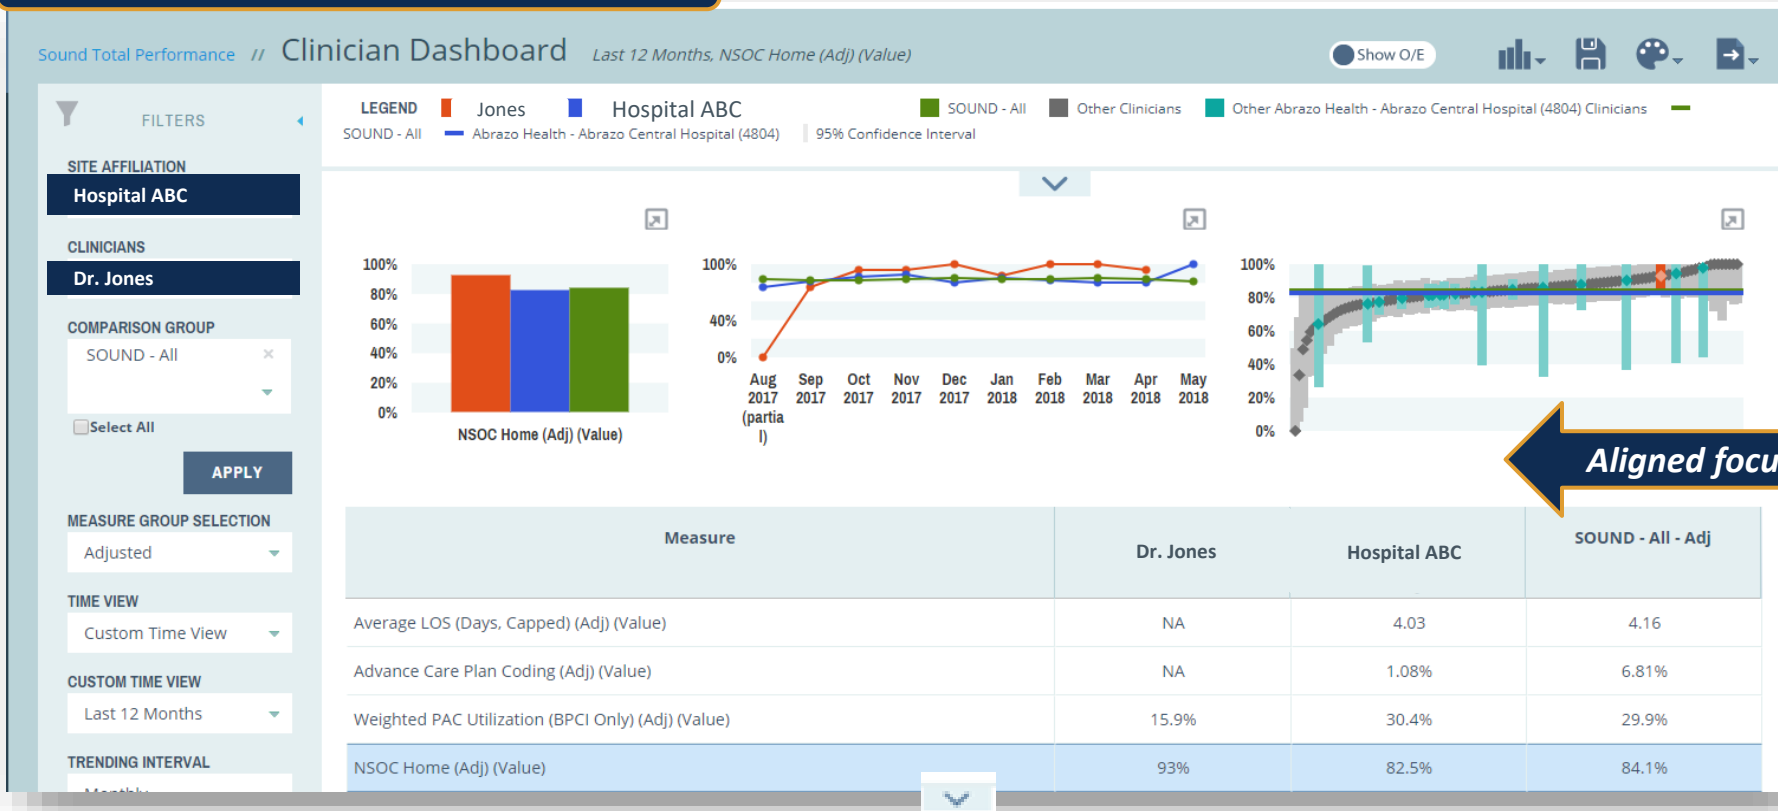 Sound Total Performance // Clinician Dashboard Last 12 Months, NSOC Home (Adj) (Value)
Show O/E
FILTERS
SITE AFFILIATION
Hospital ABC
CLINICIANS
Dr. Jones
COMPARISON GROUP
SOUND - All
Select All
APPLY
MEASURE GROUP SELECTION
Adjusted
TIME VIEW
Custom Time View
CUSTOM TIME VIEW
Last 12 Months
TRENDING INTERVAL
Monthly
LEGEND Jones Hospital ABC SOUND - All Other Clinicians Other Abrazo Health - Abrazo Central Hospital (4804) Clinicians
SOUND - All Abrazo Health - Abrazo Central Hospital (4804) 95% Confidence Interval
100%
80%
60%
40%
20%
0%
NSOC Home (Adj) (Value)
100%
40%
0%
Aug Sep Oct Nov Dec Jan Feb Mar Apr May
2017 2017 2017 2017 2017 2018 2018 2018 2018 2018
(partia
l)
100%
80%
60%
40%
20%
0%
Aligned focu
Measure Dr. Jones Hospital ABC SOUND - All - Adj
Average LOS (Days, Capped) (Adj) (Value) NA 4.03 4.16
Advance Care Plan Coding (Adj) (Value) NA 1.08% 6.81%
Weighted PAC Utilization (BPCI Only) (Adj) (Value) 15.9% 30.4% 29.9%
NSOC Home (Adj) (Value) 93% 82.5% 84.1%